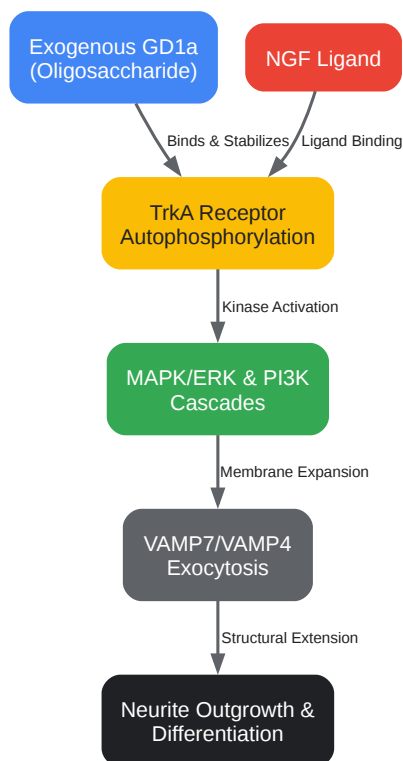 Exogenous GD1a
(Oligosaccharide)
NGF Ligand
Binds & Stabilizes
Ligand Binding
TrkA Receptor
Autophosphorylation
Kinase Activation
MAPK/ERK & PI3K
Cascades
Membrane Expansion
VAMP7/VAMP4
Exocytosis
Structural Extension
Neurite Outgrowth &
Differentiation